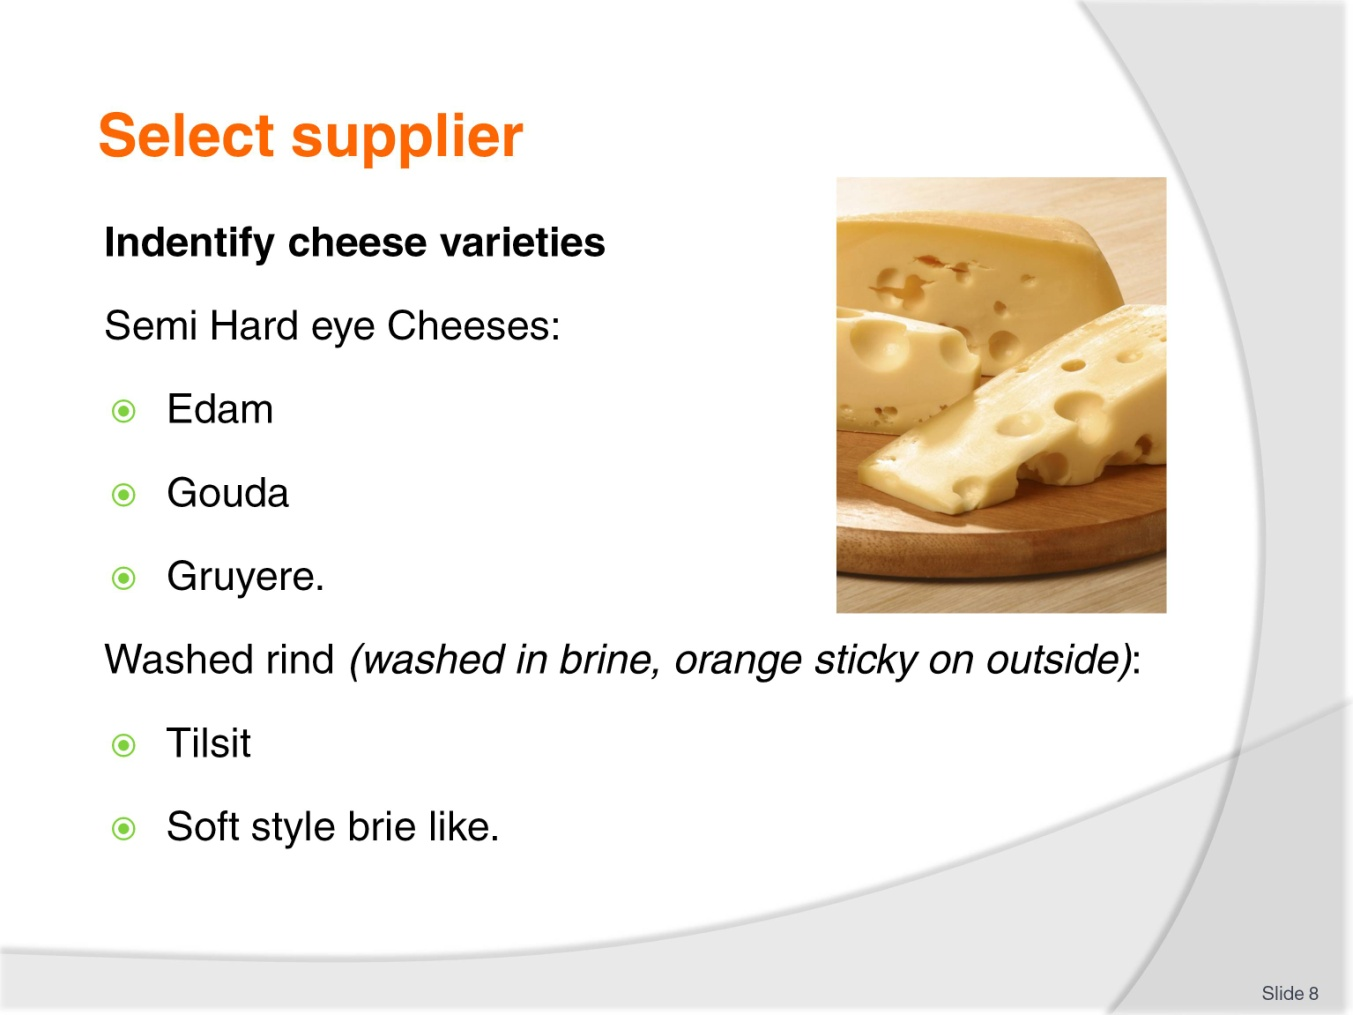 Select supplier
Indentify cheese varieties
Semi Hard eye Cheeses:
Edam
Gouda
Gruyere.
Washed rind (washed in brine, orange sticky on outside):
Tilsit
Soft style brie like.
Slide 8